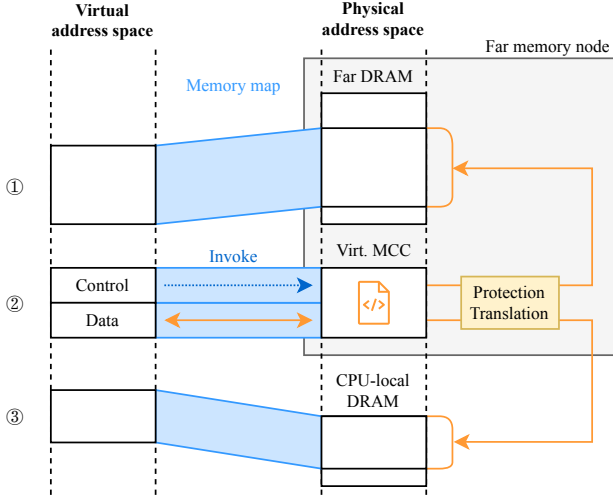 Virtual
address space
Physical
address space
Far memory node
Memory map
Far DRAM
①
Invoke
Virt. MCC
②
Control
Data
</>
Protection
Translation
CPU-local
DRAM
③